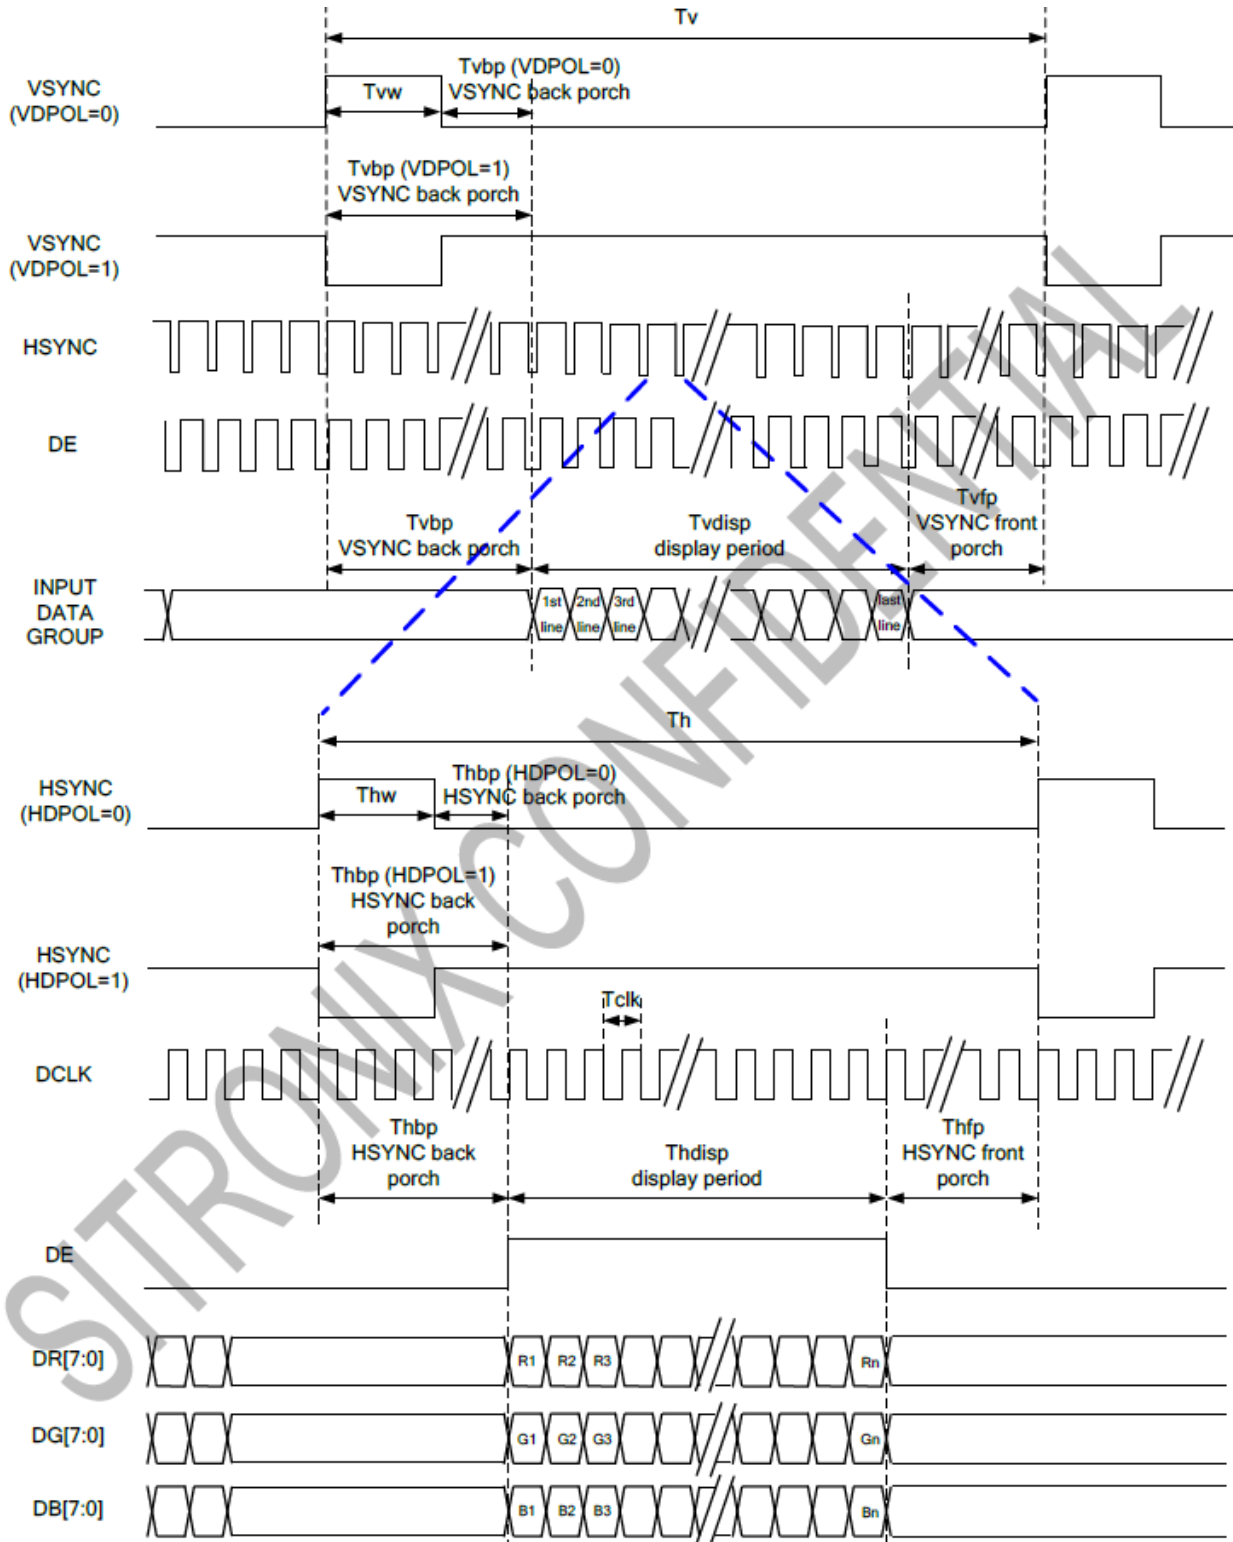 Tv
VSYNC
(VDPOL=0)
Tvw
Tvbp (VDPOL=0)
VSYNC back porch
Tvbp (VDPOL=1)
VSYNC back porch
VSYNC
(VDPOL=1)
HSYNC
DE
Tvbp
VSYNC back porch
Tvdisp
display period
Tvfp
VSYNC front
porch
INPUT
DATA
GROUP
1st
line
2nd
line
3rd
line
last
line
Th
HSYNC
(HDPOL=0)
Thw
Thbp (HDPOL=0)
HSYNC back porch
Thbp (HDPOL=1)
HSYNC back
porch
HSYNC
(HDPOL=1)
Tclk
DCLK
Thbp
HSYNC back
porch
Thdisp
display period
Thfp
HSYNC front
porch
DE
DR[7:0]
R1 R2 R3 Rn
DG[7:0]
G1 G2 G3 Gn
DB[7:0]
B1 B2 B3 Bn
SITRONIX CONFIDENTIAL